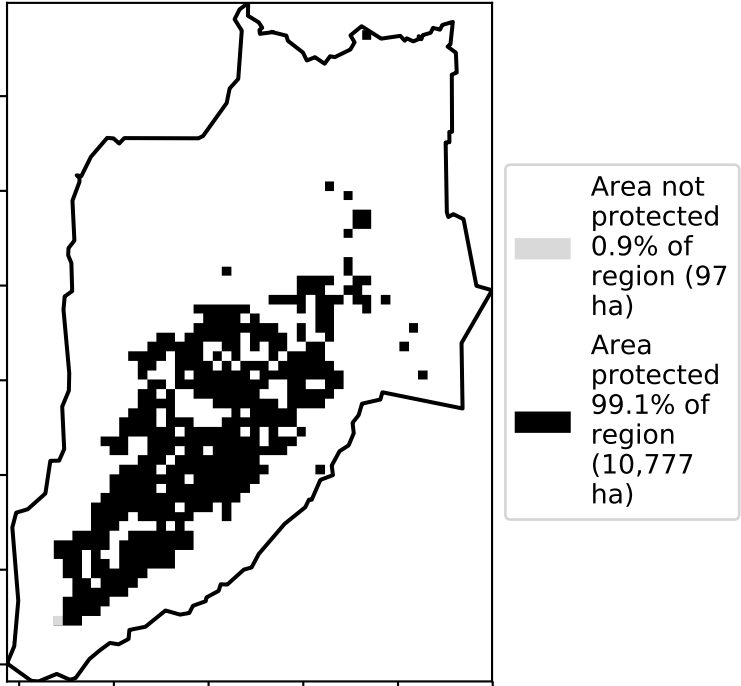 Area not
protected
0.9% of
region (97
ha)
Area
protected
99.1% of
region
(10,777
ha)